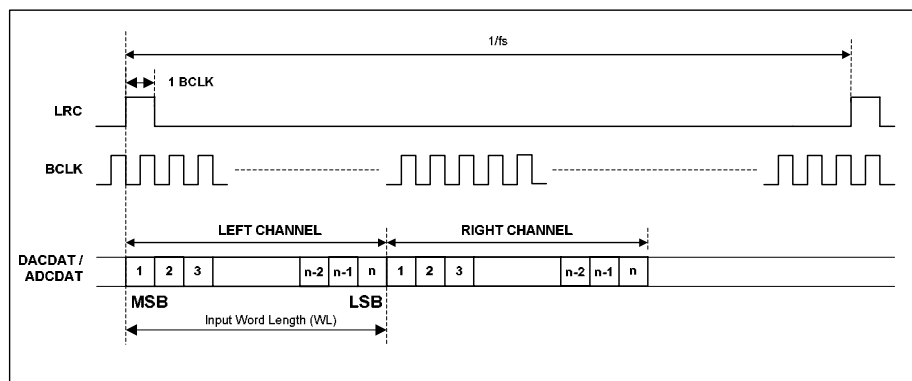 1/fs
1 BCLK
LRC
BCLK
LEFT CHANNEL RIGHT CHANNEL
DACDAT /
ADCDAT
1 2 3 n-2 n-1 n 1 2 3 n-2 n-1 n
MSB LSB
Input Word Length (WL)